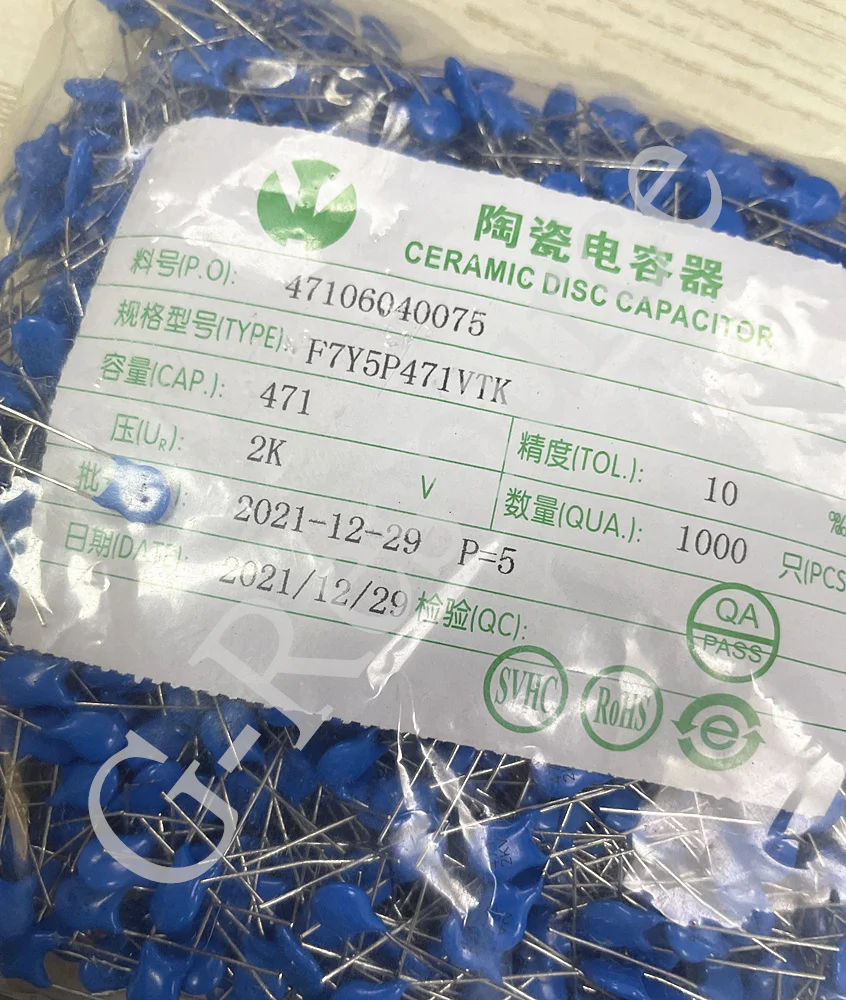 陶瓷电容器
CERAMIC DISC CAPACITOR
料号(P.O): 47106040075
规格型号(TYPE): F7Y5P471VTK
容量(CAP.): 471 精度(TOL.): 10 %
压(UR): 2K V 数量(QUA.): 1000 只(PCS
批 ): 2021-12-29 P=5
日期(DATE): 2021/12/29 检验(QC):
QA
PASS
SVHC
RoHS
e
G-Resource